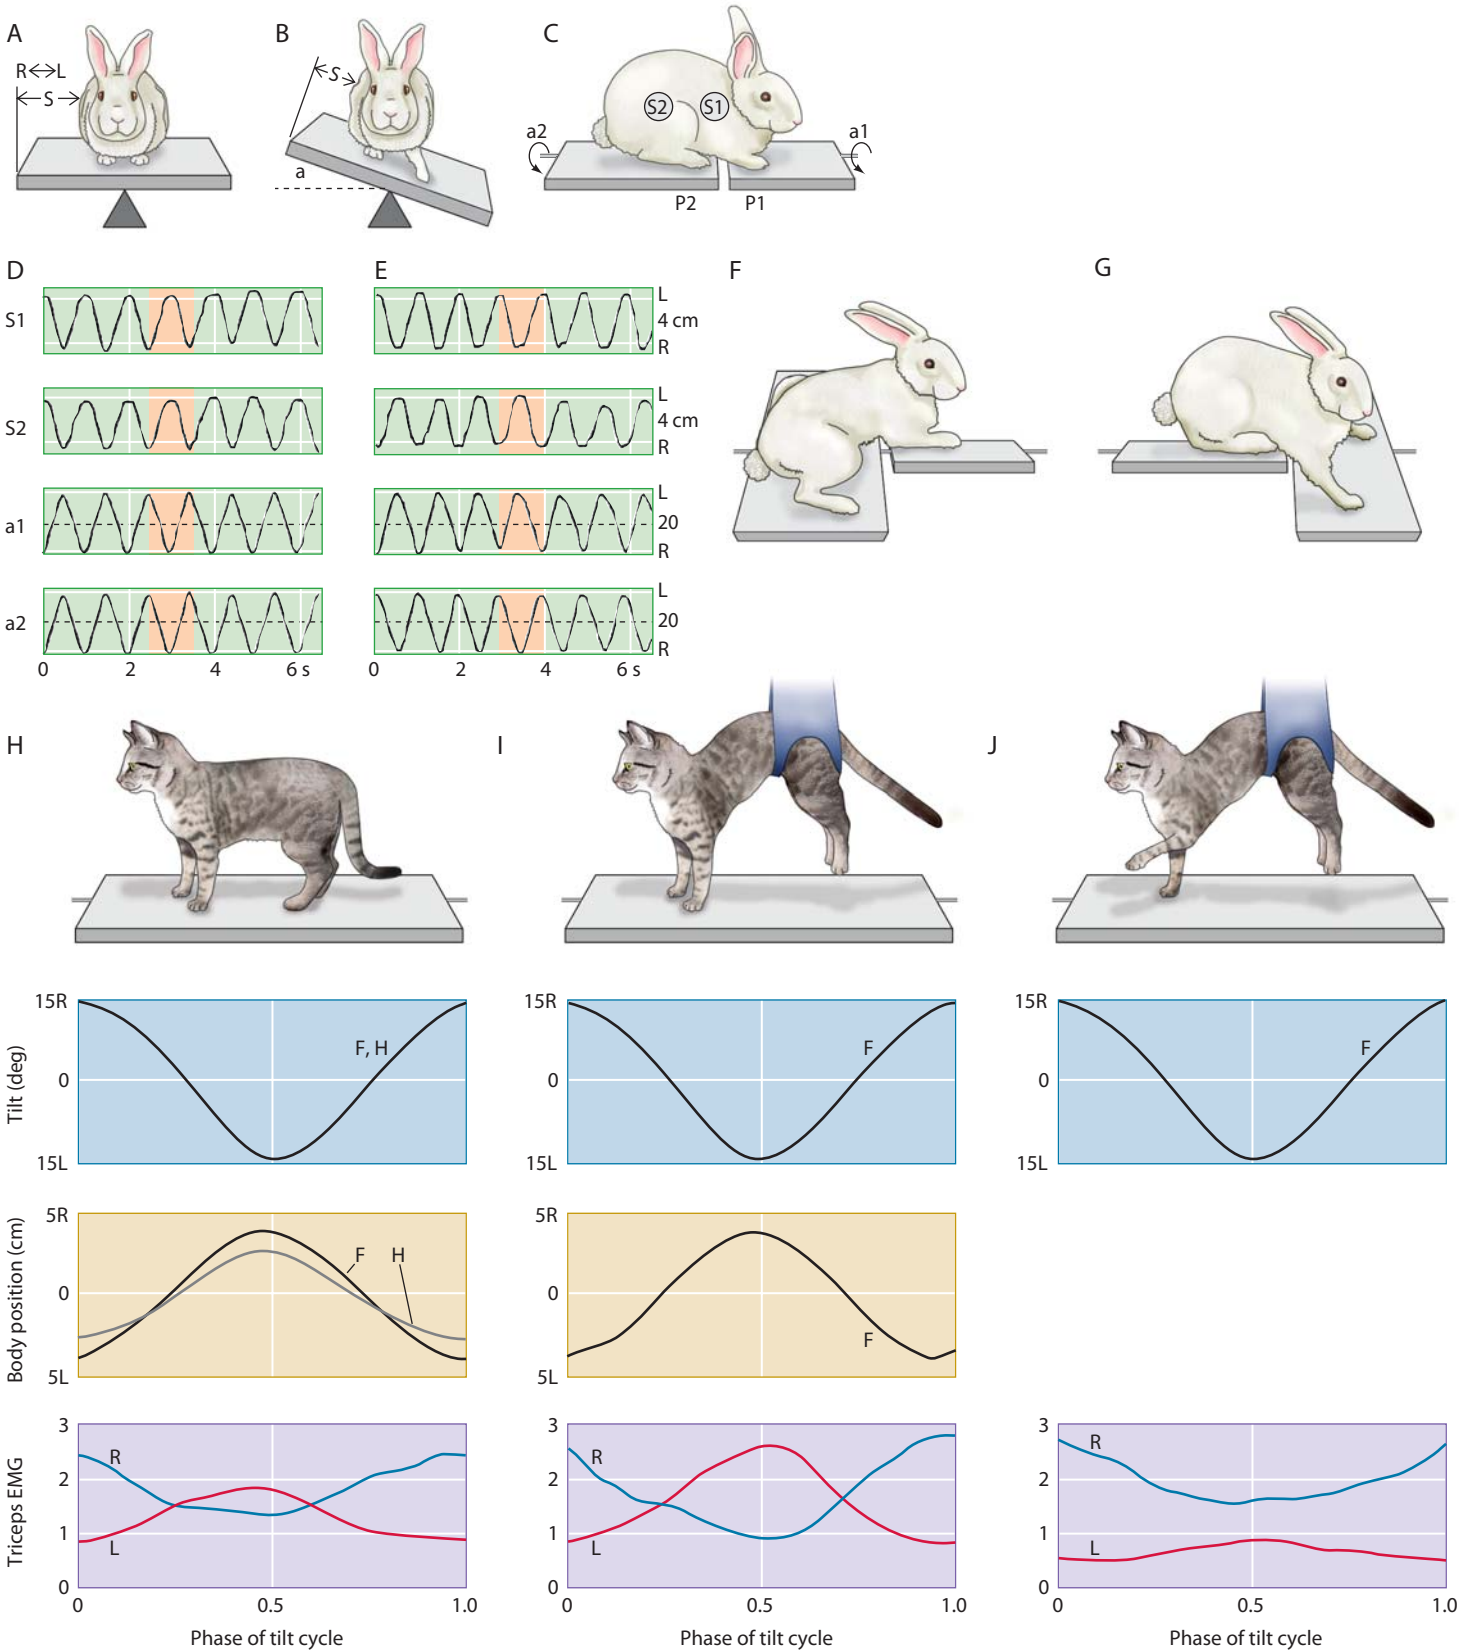 A
B
C
R↔L
S
S
a
S2
S1
a2
a1
P2
P1
D
E
F
G
S1
L
4 cm
R
S2
L
4 cm
R
a1
L
20
R
a2
L
20
R
0 2 4 6 s
0 2 4 6 s
H
I
J
Tilt (deg)
15R
0
15L
F, H
15R
0
15L
F
15R
0
15L
F
Body position (cm)
5R
0
5L
F H
5R
0
5L
F
Triceps EMG
3
2
1
0
R
L
3
2
1
0
R
L
3
2
1
0
R
L
0 0.5 1.0
0 0.5 1.0
0 0.5 1.0
Phase of tilt cycle
Phase of tilt cycle
Phase of tilt cycle